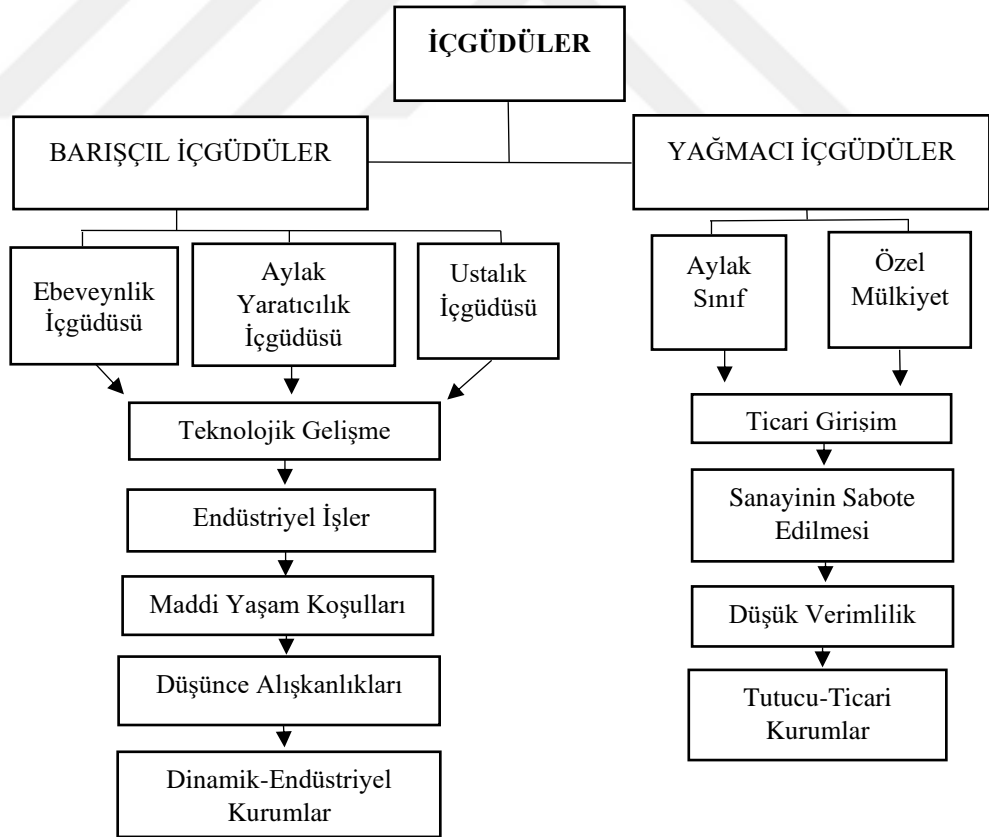 İÇGÜDÜLER
BARIŞÇIL İÇGÜDÜLER
YAĞMACI İÇGÜDÜLER
Ebeveynlik
İçgüdüsü
Aylak
Yaratıcılık
İçgüdüsü
Ustalık
İçgüdüsü
Aylak
Sınıf
Özel
Mülkiyet
Teknolojik Gelişme
Endüstriyel İşler
Maddi Yaşam Koşulları
Düşünce Alışkanlıkları
Dinamik-Endüstriyel
Kurumlar
Ticari Girişim
Sanayinin Sabote
Edilmesi
Düşük Verimlilik
Tutucu-Ticari
Kurumlar